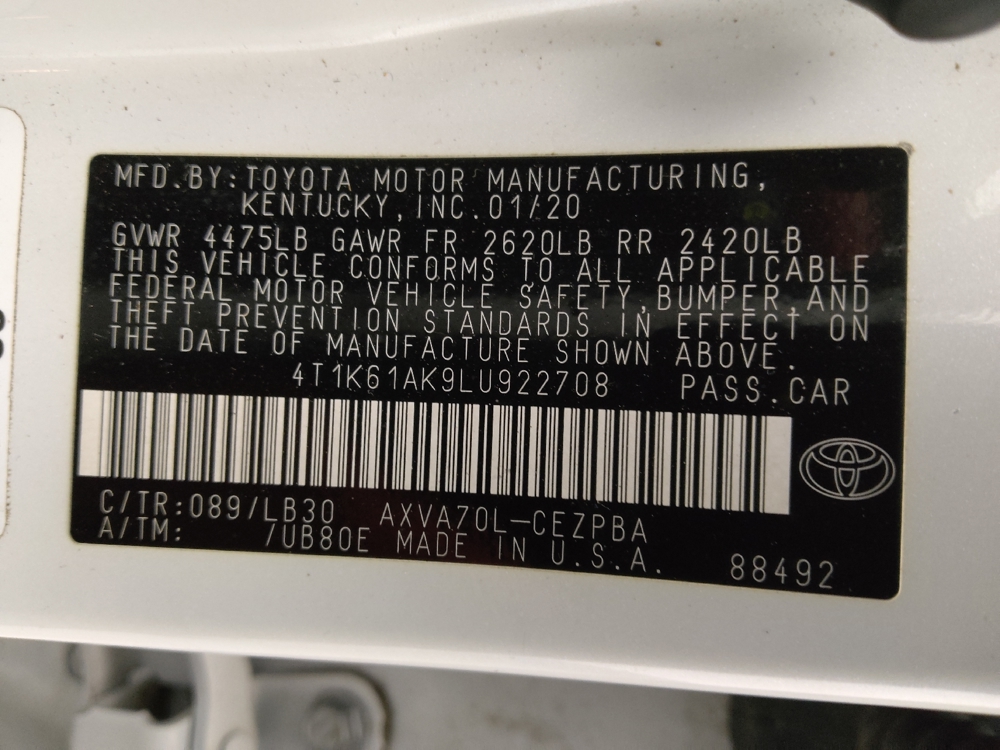 MFD.BY:TOYOTA MOTOR MANUFACTURING,
KENTUCKY,INC.01/20
GVWR 4475LB GAWR FR 2620LB RR 2420LB
THIS VEHICLE CONFORMS TO ALL APPLICABLE
FEDERAL MOTOR VEHICLE SAFETY,BUMPER,AND
THEFT PREVENTION STANDARDS IN EFFECT ON
THE DATE OF MANUFACTURE SHOWN ABOVE.
4T1K61AK9LU922708 PASS.CAR
C/TR:089/LB30 AXVA70L-CEZPBA
A/TM: /UB80E MADE IN U.S.A. 88492